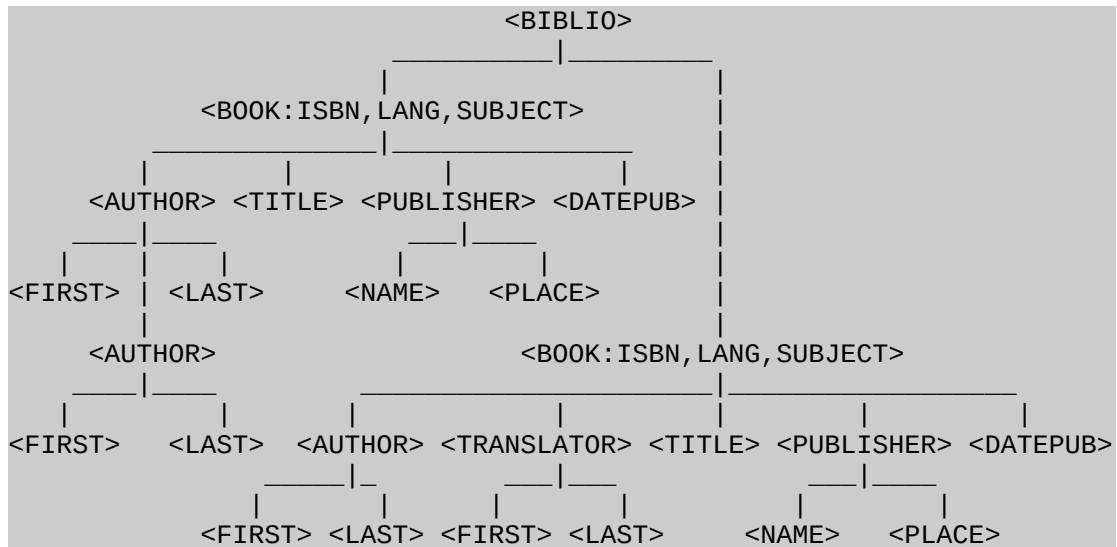 <BIBLIO>
<BOOK:ISBN,LANG,SUBJECT>
<AUTHOR> <TITLE> <PUBLISHER> <DATEPUB>
<FIRST> <LAST> <NAME> <PLACE>
<AUTHOR> <BOOK:ISBN,LANG,SUBJECT>
<FIRST> <LAST> <AUTHOR> <TRANSLATOR> <TITLE> <PUBLISHER> <DATEPUB>
<FIRST> <LAST> <FIRST> <LAST> <NAME> <PLACE>